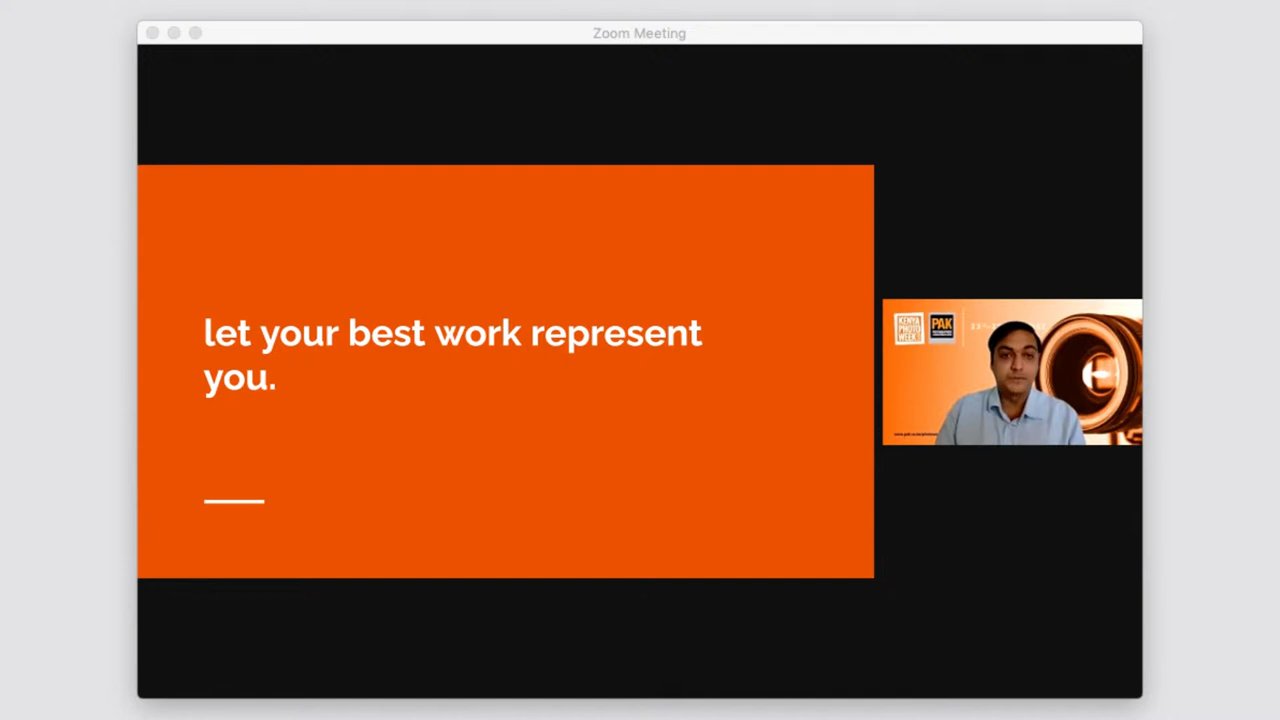 Zoom Meeting
let your best work represent
you.
KENYA
PHOTO
WEEK
PAK